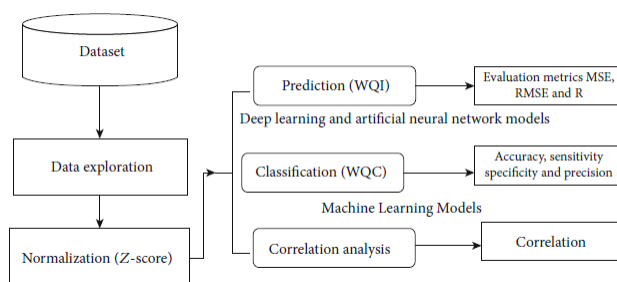 Dataset
Data exploration
Normalization (Z-score)
Prediction (WQI)
Evaluation metrics MSE,
RMSE and R
Deep learning and artificial neural network models
Classification (WQC)
Accuracy, sensitivity
specificity and precision
Machine Learning Models
Correlation analysis
Correlation